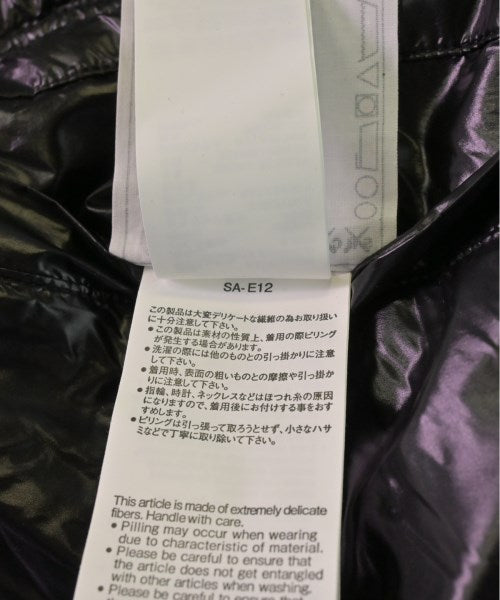 SA-E12
この製品は大変デリケートな繊維の為お取り扱い
に十分注意して下さい。
● この製品は素材の性質上、着用の際ピリング
が発生する場合があります。
● 洗濯の際には他のものとの引っ掛かりに注意
して下さい。
● 着用時、表面の粗いものとの摩擦や引っ掛か
りに注意して下さい。
● 指輪、時計、ネックレスなどはほつれ糸の原因
になりますので、着用後にお付けする事をおす
すめします。
● ピリングは引っ張って取ろうとせず、小さなハサ
ミなどで丁寧に取り除いて下さい。
This article is made of extremely delicate
fibers. Handle with care.
● Pilling may occur when wearing
due to characteristic of material.
● Please be careful to ensure that
the article does not get entangled
with other articles when washing.
● Please be careful to ensure that